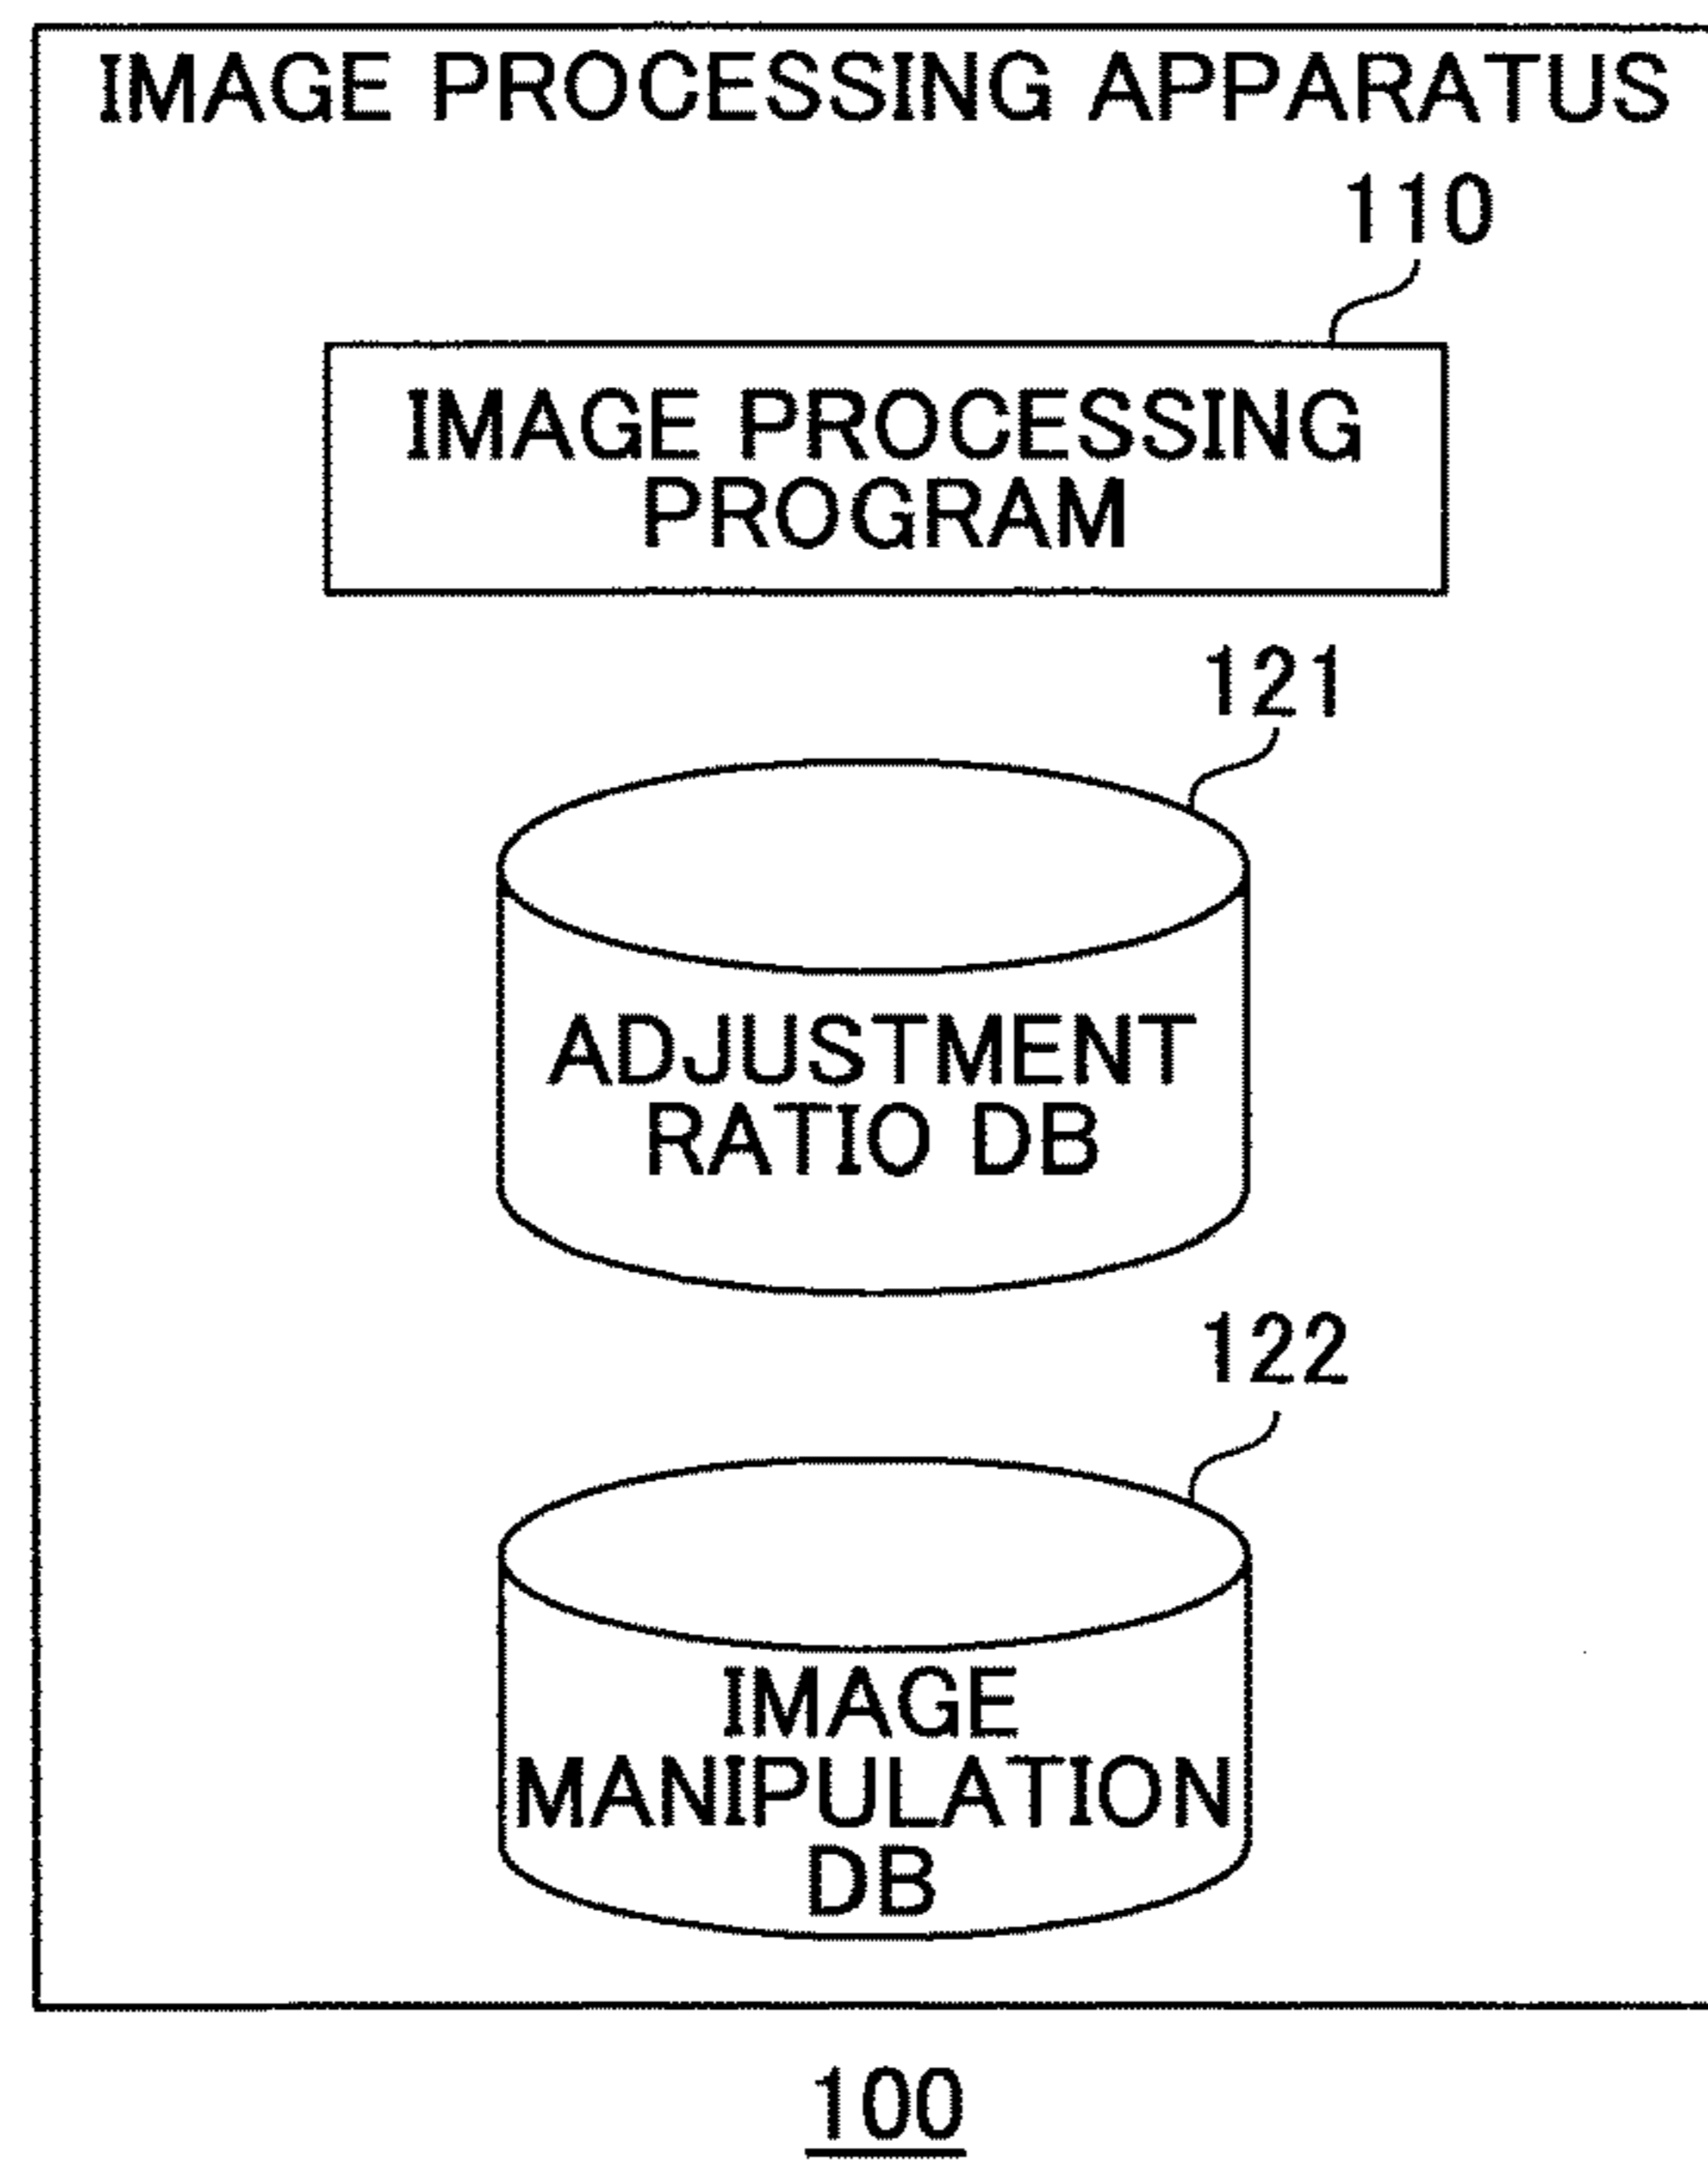 IMAGE PROCESSING APPARATUS
110
IMAGE PROCESSING
PROGRAM
121
ADJUSTMENT
RATIO DB
122
IMAGE
MANIPULATION
DB
100